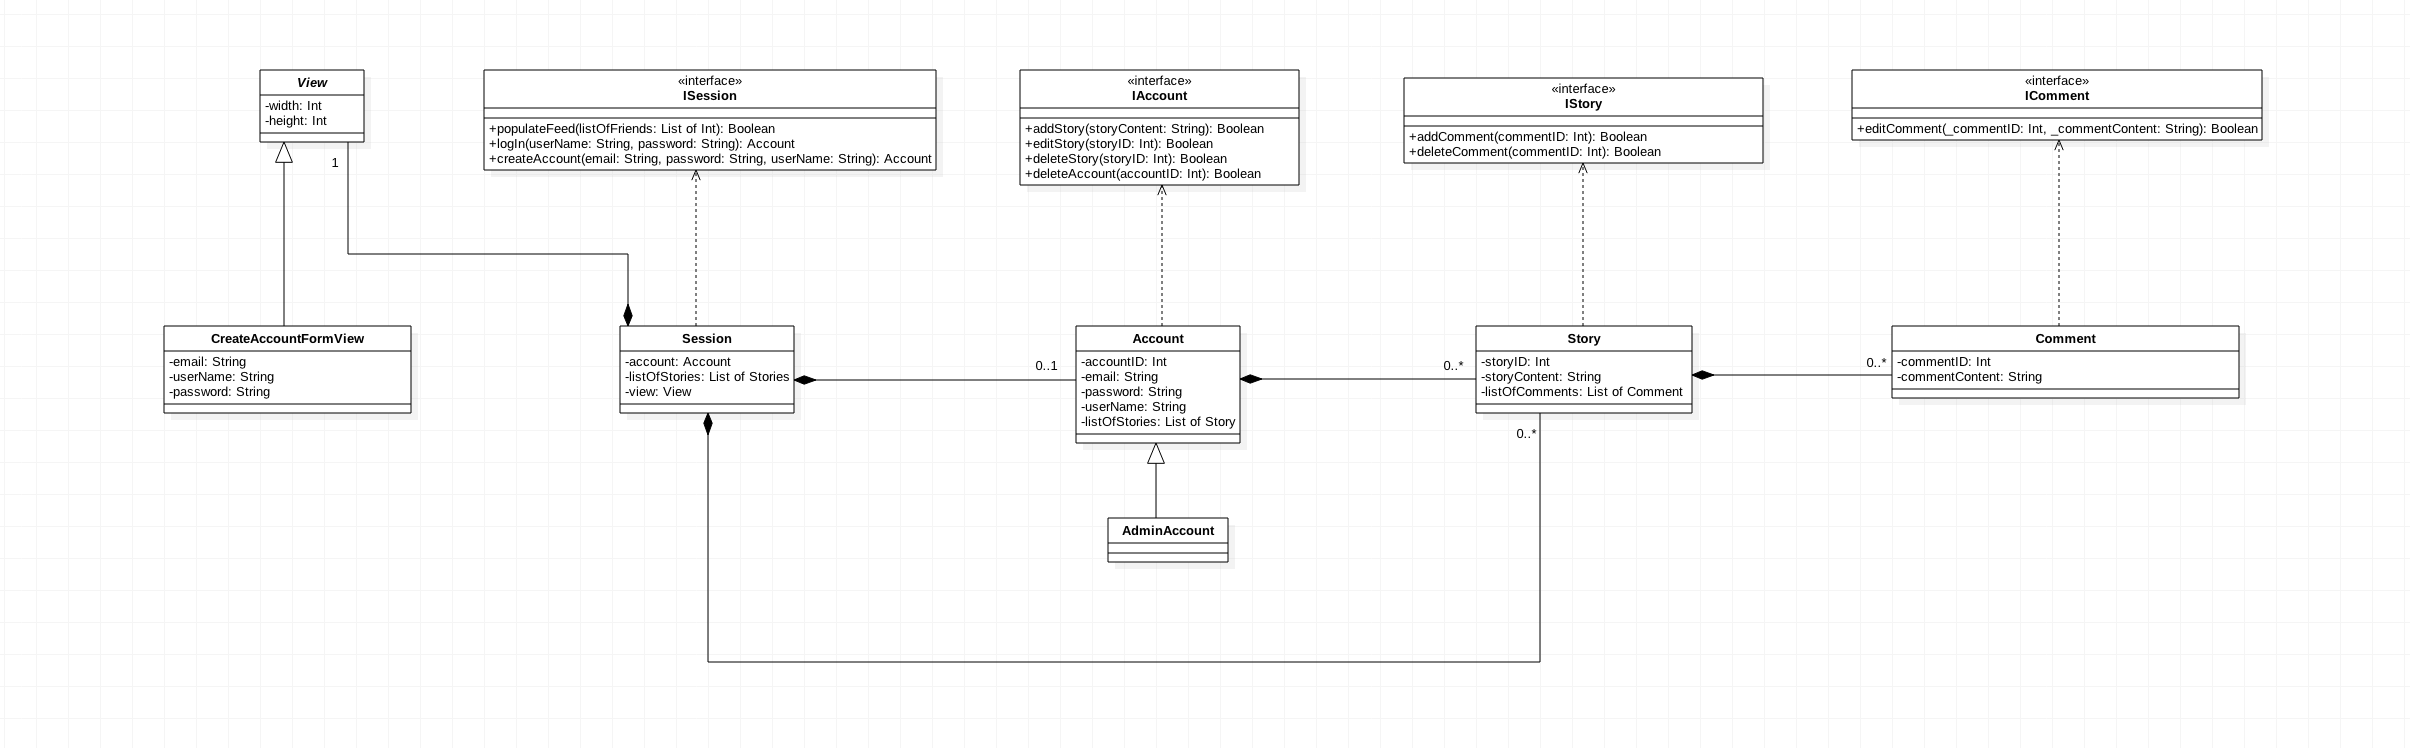 View
-width: Int
-height: Int
«interface»
ISession
+populateFeed(listOfFriends: List of Int): Boolean
+logIn(userName: String, password: String): Account
+createAccount(email: String, password: String, userName: String): Account
«interface»
IAccount
+addStory(storyContent: String): Boolean
+editStory(storyID: Int): Boolean
+deleteStory(storyID: Int): Boolean
+deleteAccount(accountID: Int): Boolean
«interface»
IStory
+addComment(commentID: Int): Boolean
+deleteComment(commentID: Int): Boolean
«interface»
IComment
+editComment(_commentID: Int, _commentContent: String): Boolean
1
CreateAccountFormView
-email: String
-userName: String
-password: String
Session
-account: Account
-listOfStories: List of Stories
-view: View
0..1
Account
-accountID: Int
-email: String
-password: String
-userName: String
-listOfStories: List of Story
0..*
Story
-storyID: Int
-storyContent: String
-listOfComments: List of Comment
0..*
Comment
-commentID: Int
-commentContent: String
0..*
AdminAccount